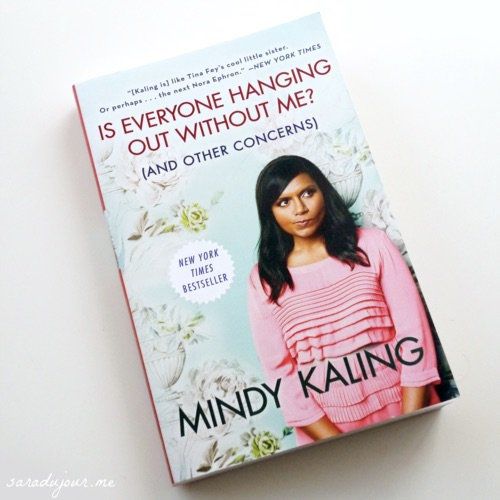 "[Kaling is] like Tina Fey's cool little sister.
Or perhaps . . . the next Nora Ephron." —NEW YORK TIMES
IS EVERYONE HANGING
OUT WITHOUT ME?
(AND OTHER CONCERNS)
NEW YORK
TIMES
BESTSELLER
MINDY KALING
saradujour.me